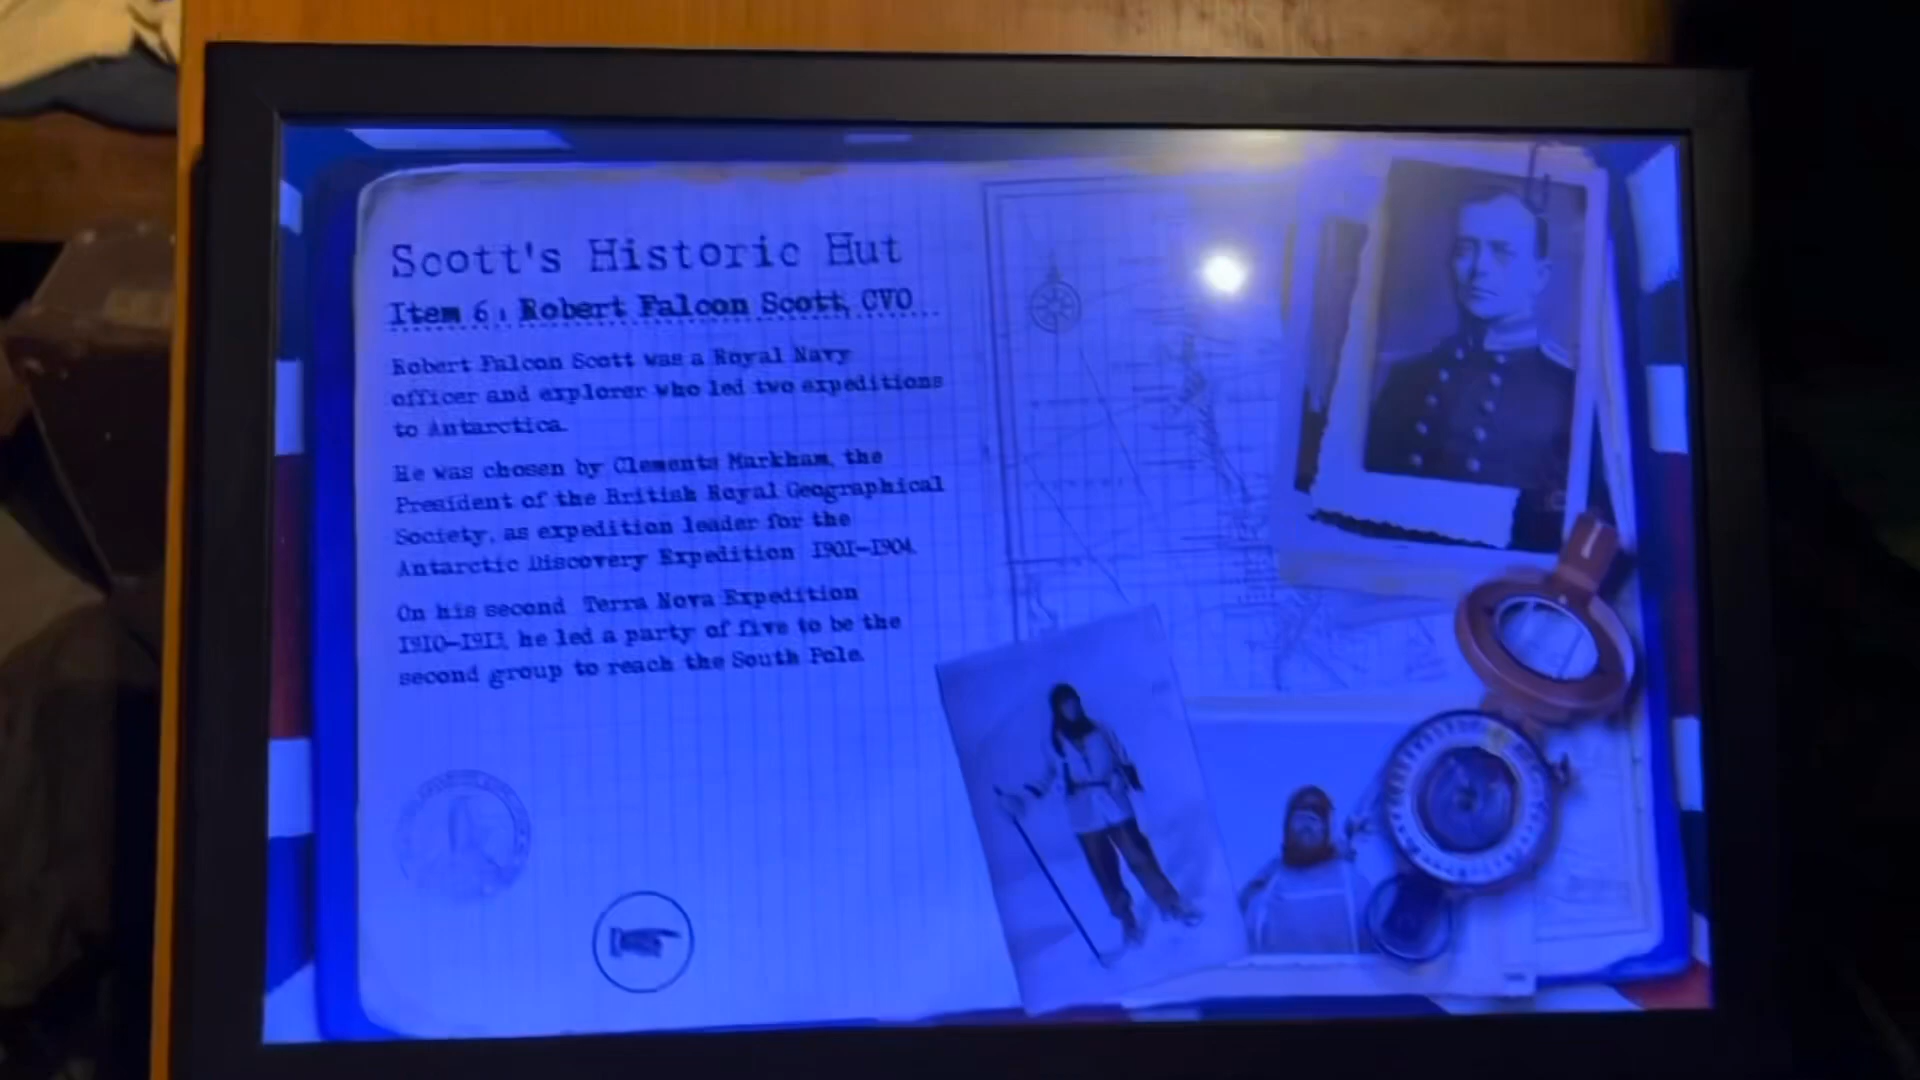 Scott's Historic Hut
Item 6: Robert Falcon Scott, CVO
Robert Falcon Scott was a Royal Navy
officer and explorer who led two expeditions
to Antarctica.
He was chosen by Clements Markham, the
President of the British Royal Geographical
Society, as expedition leader for the
Antarctic Discovery Expedition 1901–1904.
On his second Terra Nova Expedition
1910–1913, he led a party of five to be the
second group to reach the South Pole.